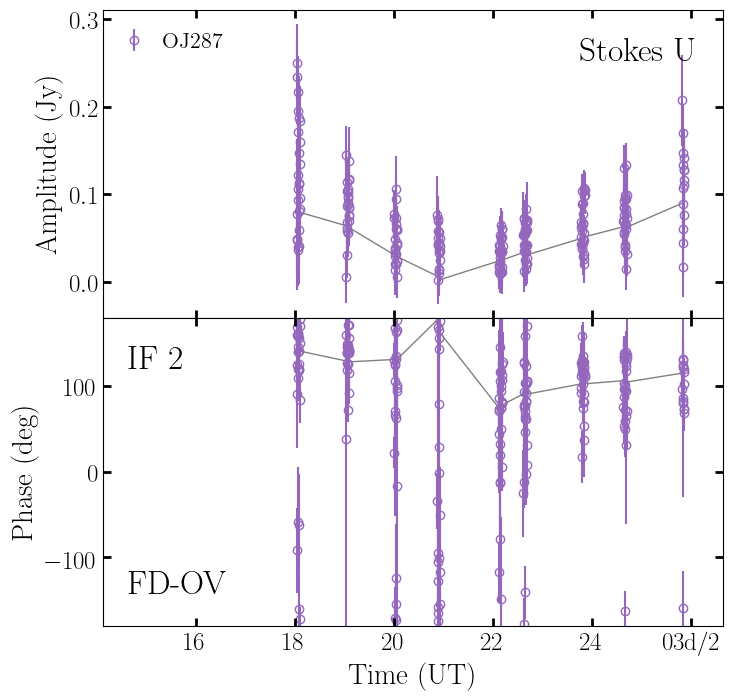 0.3
OJ287
Stokes U
0.2
Amplitude (Jy)
0.1
0.0
IF 2
100
Phase (deg)
0
−100
FD-OV
16 18 20 22 24 03d/2
Time (UT)